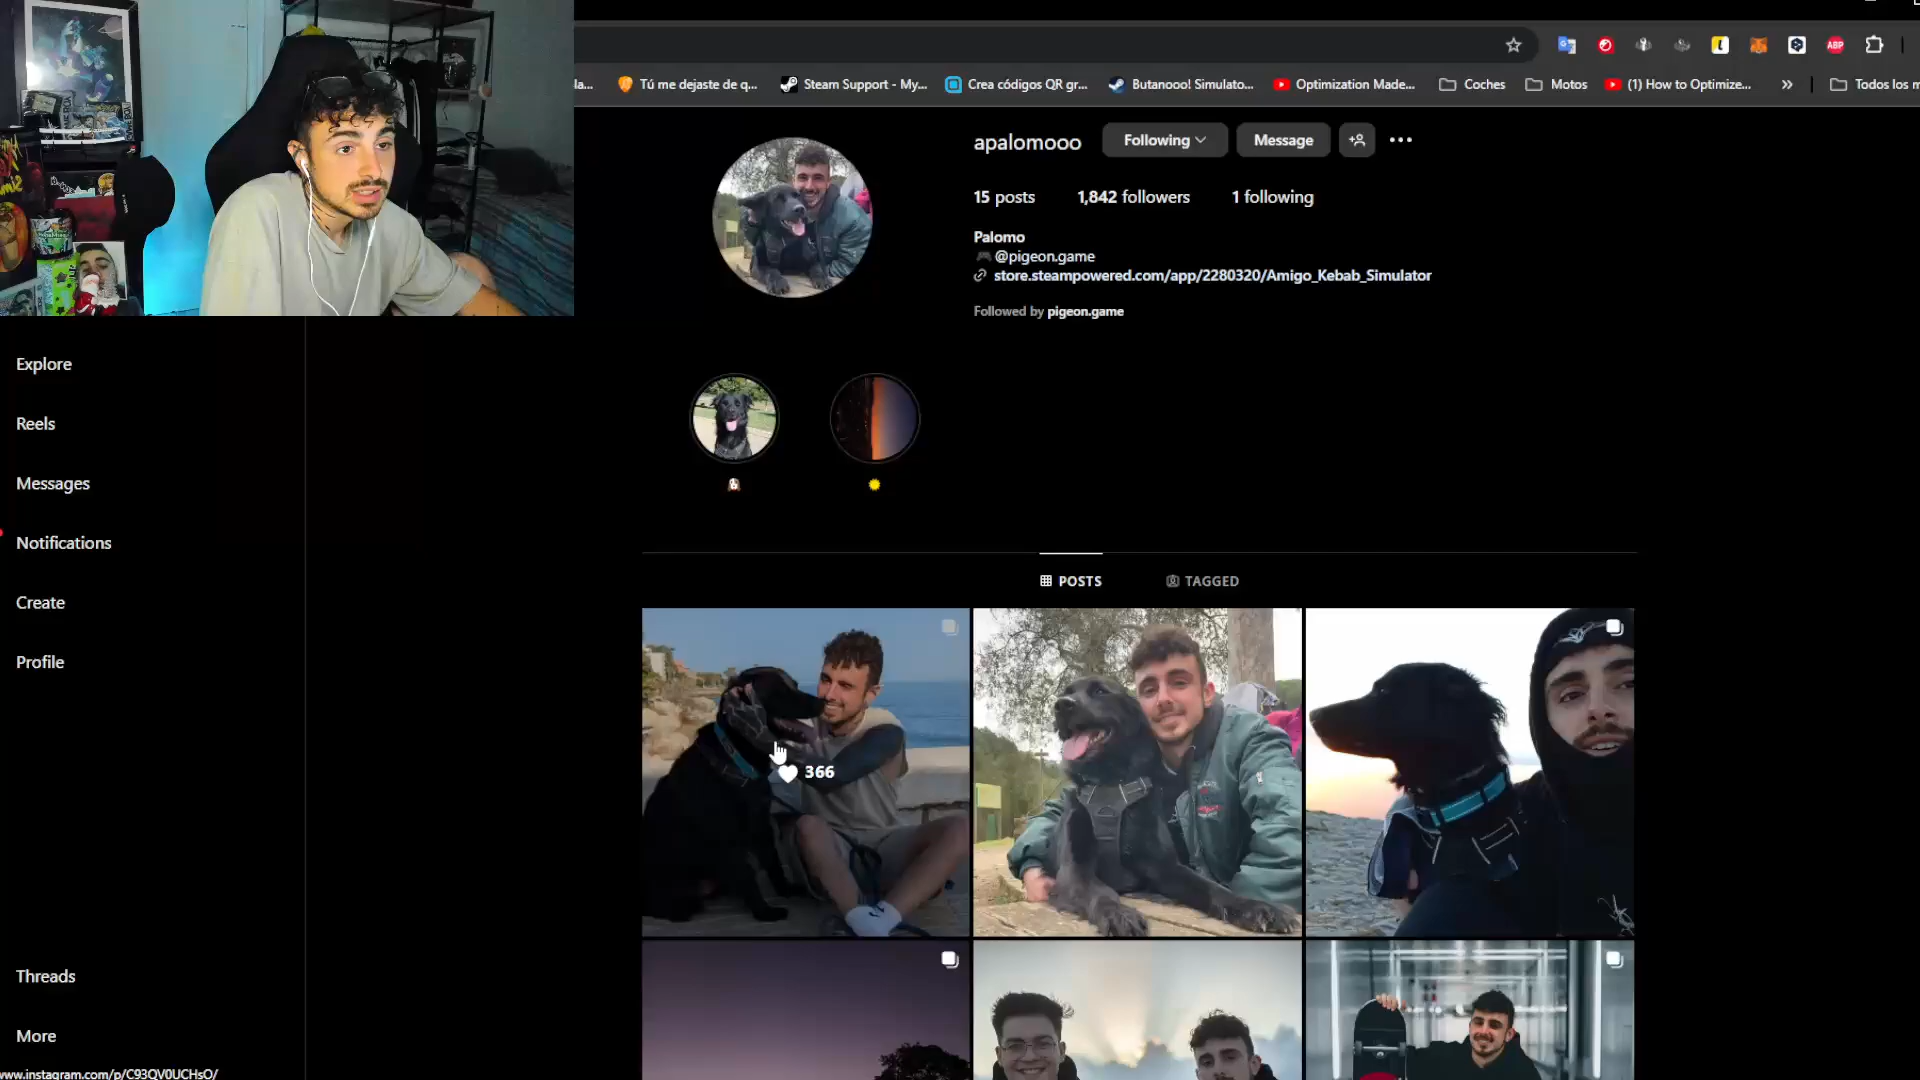 la...
Tú me dejaste de q...
Steam Support - My...
Crea códigos QR gr...
Butanooo! Simulato...
Optimization Made...
Coches
Motos
(1) How to Optimize...
Todos los m
ABP
apalomooo
Following
Message
15 posts
1,842 followers
1 following
Palomo
@pigeon.game
store.steampowered.com/app/2280320/Amigo_Kebab_Simulator
Followed by pigeon.game
Explore
Reels
Messages
Notifications
Create
Profile
Threads
More
POSTS
TAGGED
366
www.instagram.com/p/C93QV0UCHsO/